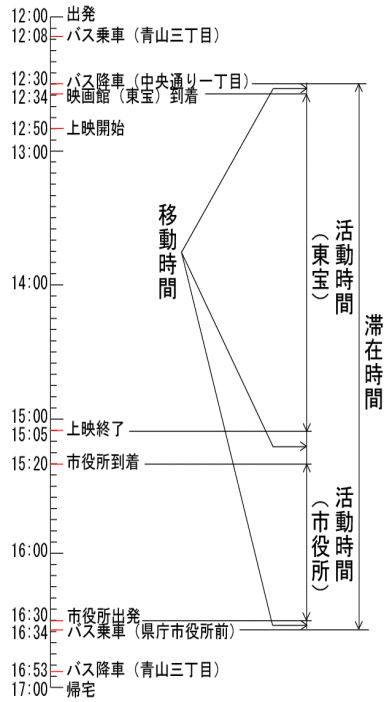 12:00 出発
12:08 バス乗車（青山三丁目）
12:30 バス降車（中央通り一丁目）
12:34 映画館（東宝）到着
12:50 上映開始
13:00
移動時間
活動時間
（東宝）
14:00
滞在時間
15:00
15:05 上映終了
15:20 市役所到着
活動時間
（市役所）
16:00
16:30 市役所出発
16:34 バス乗車（県庁市役所前）
16:53 バス降車（青山三丁目）
17:00 帰宅